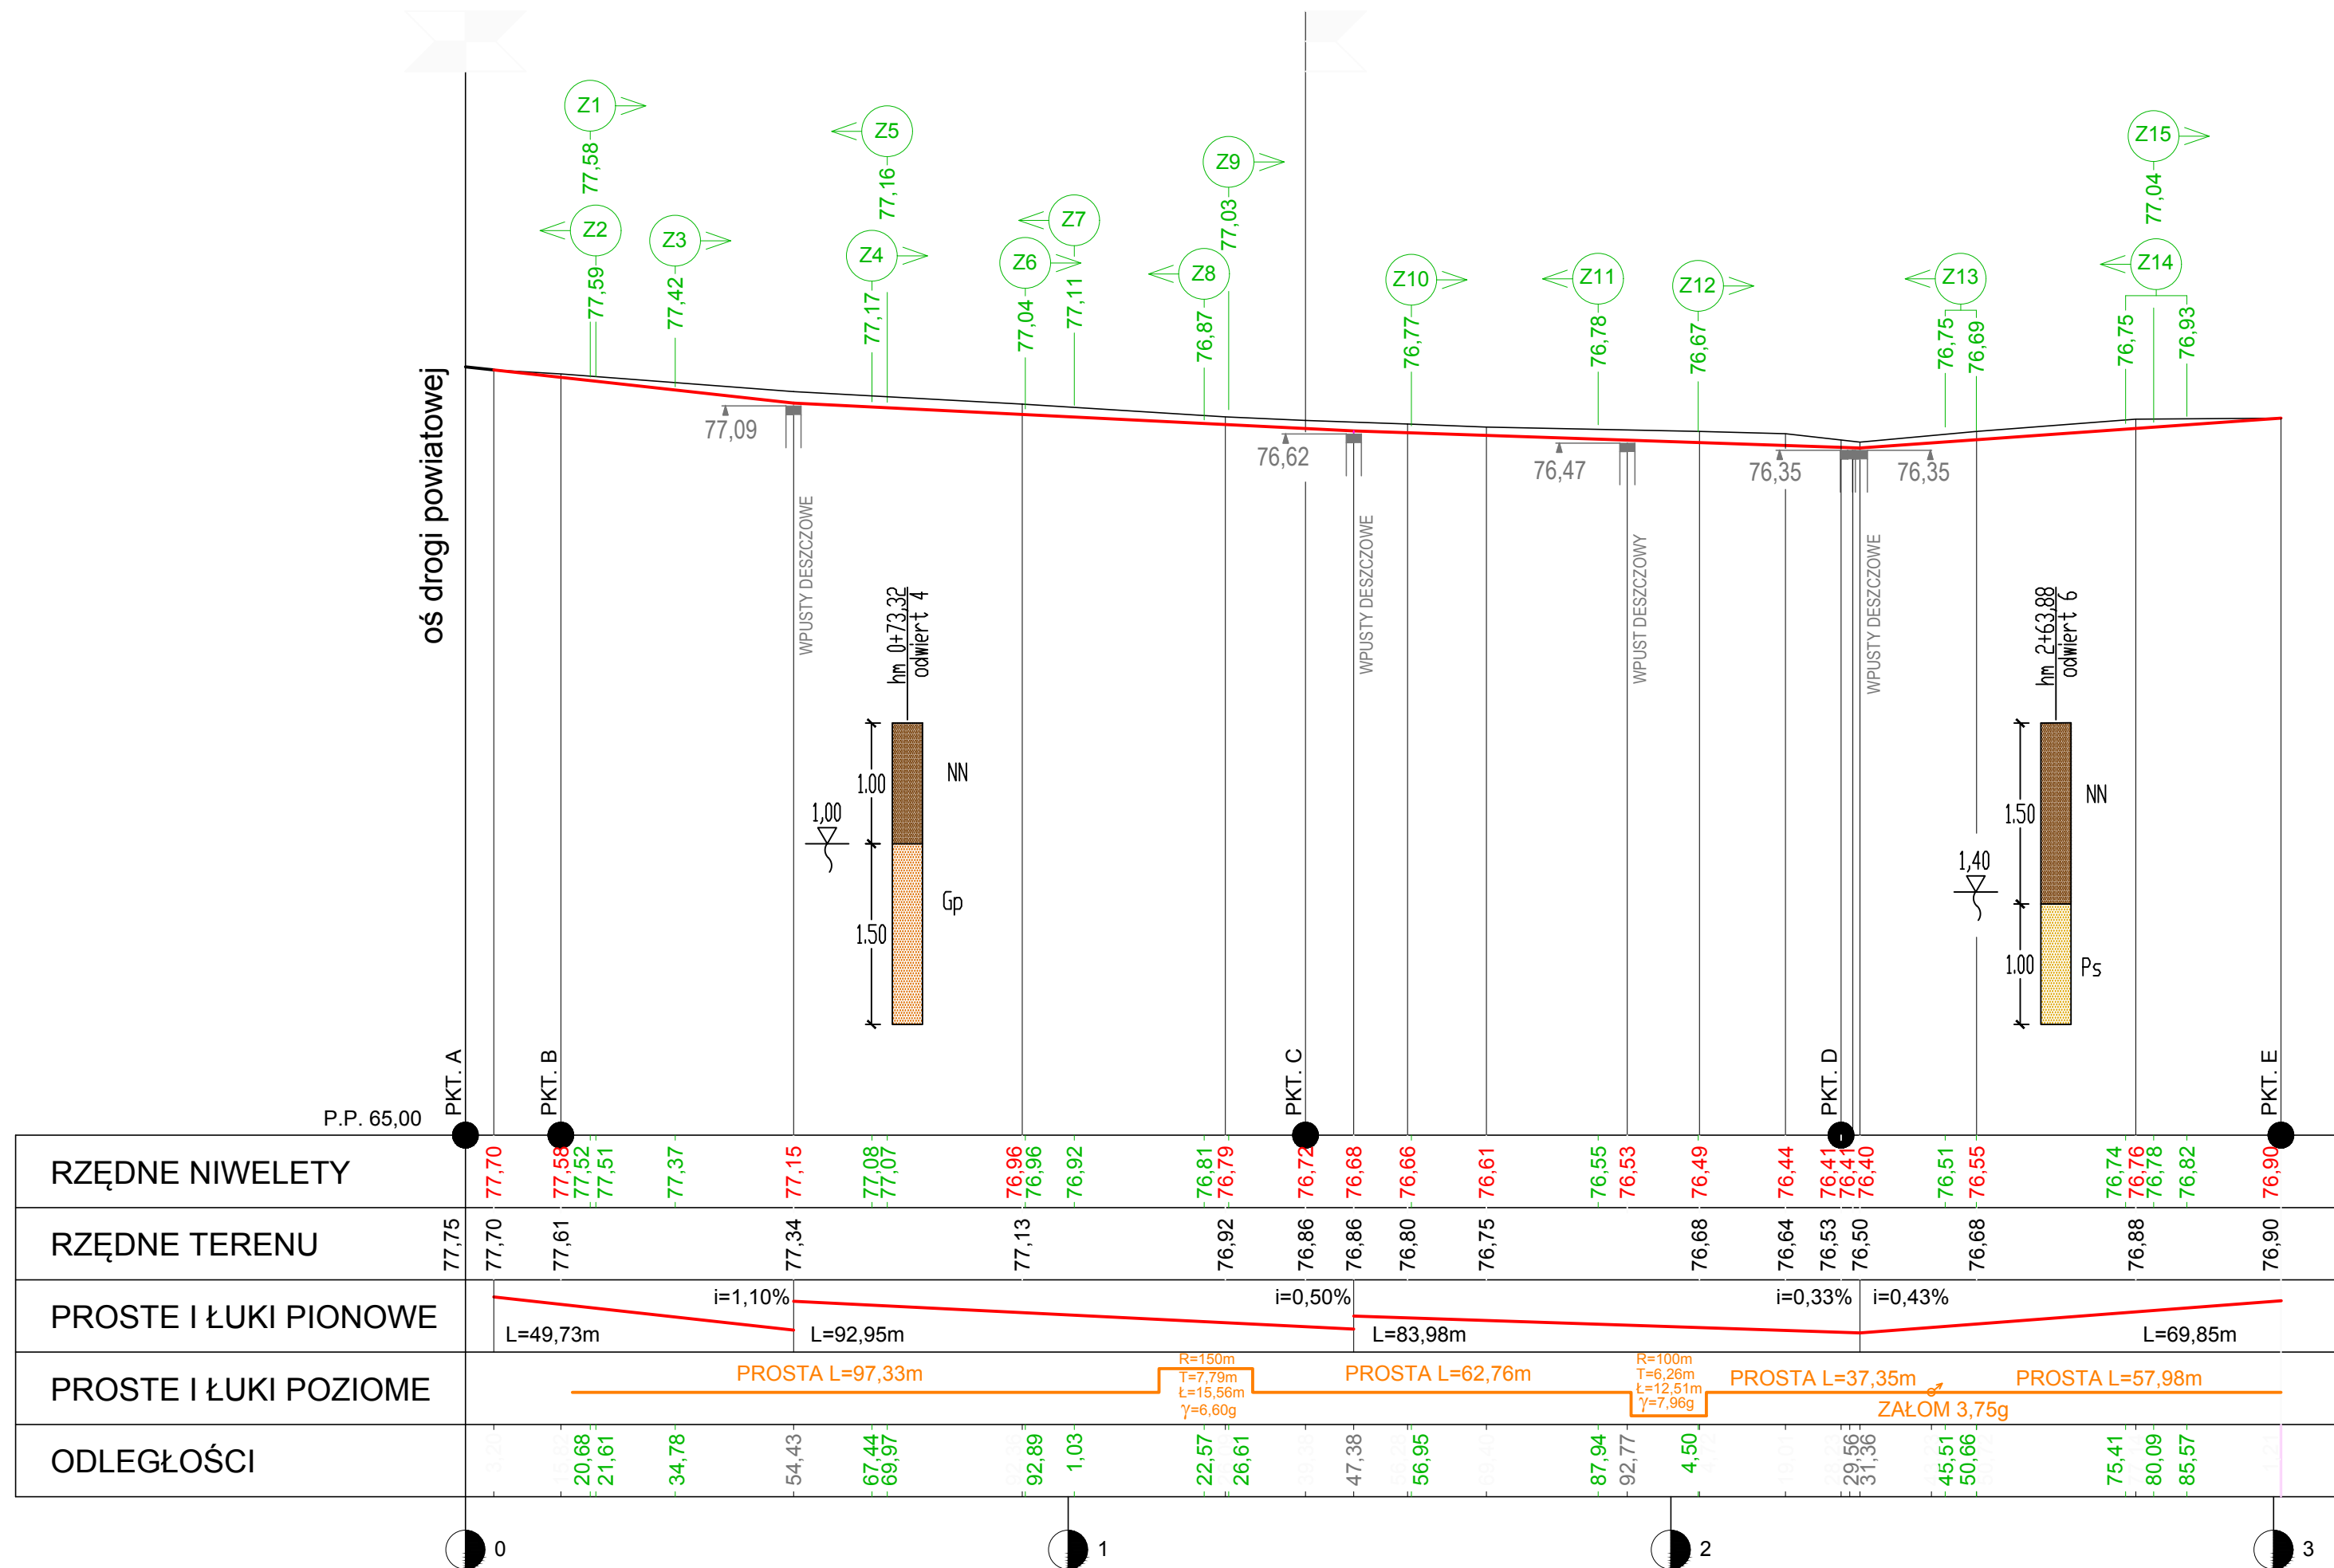 Z1
77,58
Z2
77,59
Z3
77,42
Z5
77,16
Z4
77,17
Z6
77,04
Z7
77,11
Z9
77,03
Z8
76,87
Z10
76,77
Z11
76,78
Z12
76,67
Z13
76,75
76,69
Z15
77,04
Z14
76,75
76,93
oś drogi powiatowej
77,09
76,62
76,47
76,35
76,35
WPUSTY DESZCZOWE
WPUSTY DESZCZOWE
WPUST DESZCZOWY
WPUSTY DESZCZOWE
hm 0+73,32
odwiert 4
1.00
NN
1,00
1.50
Gp
hm 2+63,88
odwiert 6
1.50
NN
1,40
1.00
Ps
P.P. 65,00
PKT. A
PKT. B
PKT. C
PKT. D
PKT. E
RZĘDNE NIWELETY
77,70
77,58
77,52
77,51
77,37
77,15
77,08
77,07
76,96
76,96
76,92
76,81
76,79
76,72
76,68
76,66
76,61
76,55
76,53
76,49
76,44
76,41
76,41
76,40
76,51
76,55
76,74
76,76
76,78
76,82
76,90
RZĘDNE TERENU
77,75
77,70
77,61
77,34
77,13
76,92
76,86
76,86
76,80
76,75
76,68
76,64
76,53
76,50
76,68
76,88
76,90
PROSTE I ŁUKI PIONOWE
L=49,73m
i=1,10%
L=92,95m
i=0,50%
L=83,98m
i=0,33%
i=0,43%
L=69,85m
PROSTE I ŁUKI POZIOME
PROSTA L=97,33m
R=150m
T=7,79m
Ł=15,56m
γ=6,60g
PROSTA L=62,76m
R=100m
T=6,26m
Ł=12,51m
γ=7,96g
PROSTA L=37,35m
ZAŁOM 3,75g
PROSTA L=57,98m
ODLEGŁOŚCI
20,68
21,61
34,78
54,43
67,44
69,97
92,89
1,03
22,57
26,61
47,38
56,95
87,94
92,77
4,50
29,56
31,36
45,51
50,66
75,41
80,09
85,57
0
1
2
3